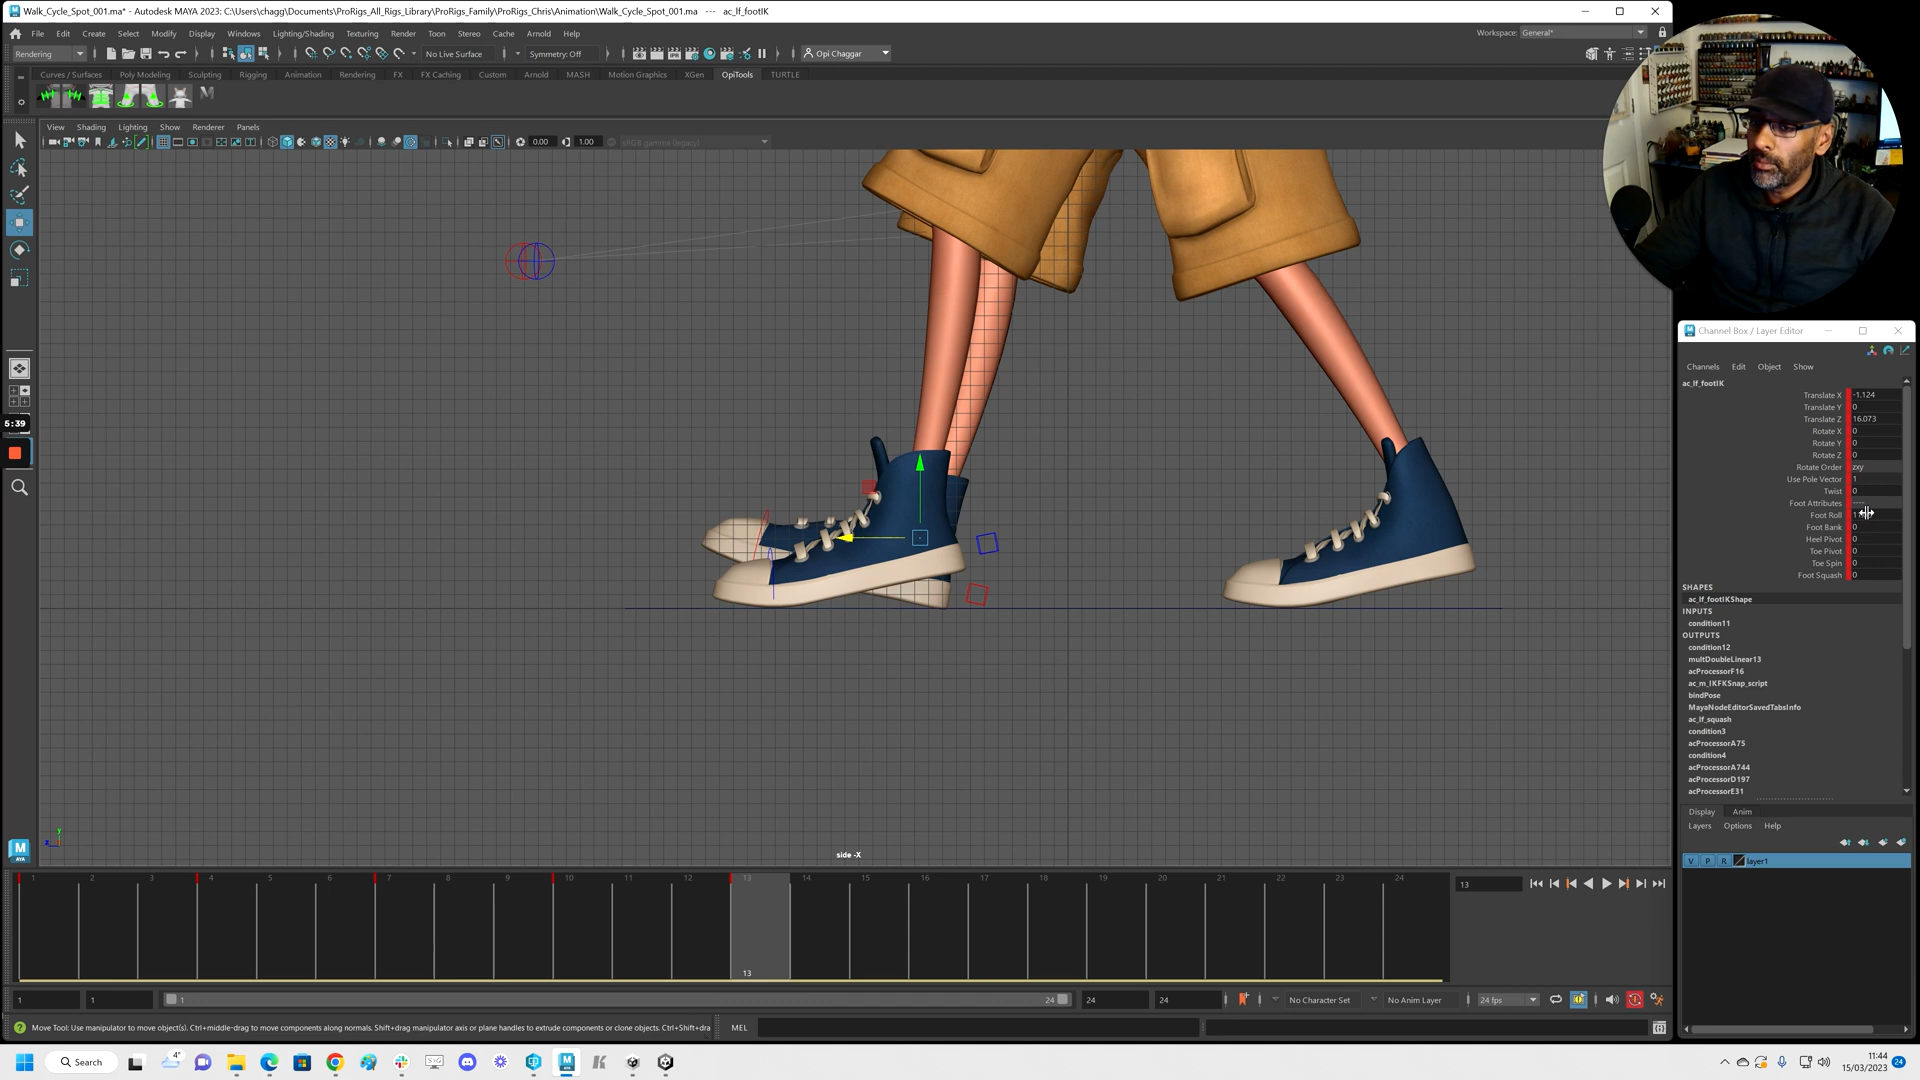 Walk_Cycle_Spot_001.ma* - Autodesk MAYA 2023: C:\Users\chagg\Documents\ProRigs_All_Rigs_Library\ProRigs_Family\ProRigs_Chris\Animation\Walk_Cycle_Spot_001.ma --- ac_lf_footIK
File Edit Create Select Modify Display Windows Lighting/Shading Texturing Render Toon Stereo Cache Arnold Help
Workspace: General*
Rendering
No Live Surface
Symmetry: Off
Opi Chaggar
Curves / Surfaces Poly Modeling Sculpting Rigging Animation Rendering FX FX Caching Custom Arnold MASH Motion Graphics XGen OpiTools TURTLE
View Shading Lighting Show Renderer Panels
0.00 1.00 sRGB gamma (legacy)
Channel Box / Layer Editor
Channels Edit Object Show
ac_lf_footIK
Translate X -1.124
Translate Y 0
Translate Z 16.073
Rotate X 0
Rotate Y 0
Rotate Z 0
Rotate Order zxy
Use Pole Vector 1
Twist 0
Foot Attributes ----
Foot Roll
Foot Bank 0
Heel Pivot 0
Toe Pivot 0
Toe Spin 0
Foot Squash 0
SHAPES
ac_lf_footIKShape
INPUTS
condition11
OUTPUTS
condition12
multDoubleLinear13
acProcessorF16
ac_m_IKFKSnap_script
bindPose
MayaNodeEditorSavedTabsInfo
ac_lf_squash
condition3
acProcessorA75
condition4
acProcessorA744
acProcessorD197
acProcessorE31
Display Anim
Layers Options Help
V P R layer1
5:39
M
AYA
y
z
side -X
1 2 3 4 5 6 7 8 9 10 11 12 13 14 15 16 17 18 19 20 21 22 23 24
13
13
1 1 1 24 24 24 No Character Set No Anim Layer 24 fps
Move Tool: Use manipulator to move object(s). Ctrl+middle-drag to move components along normals. Shift+drag manipulator axis or plane handles to extrude components or clone objects. Ctrl+Shift+dra
MEL
Search
4°
11:44
15/03/2023
24